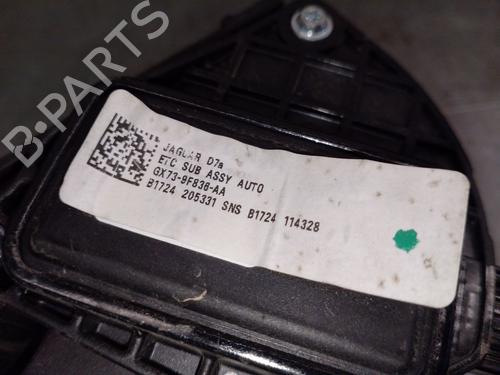 B-PARTS
JAGUAR D7a
ETC SUB ASSY AUTO
GX73-9F836-AA
B1724 205331 SNS B1724 114328